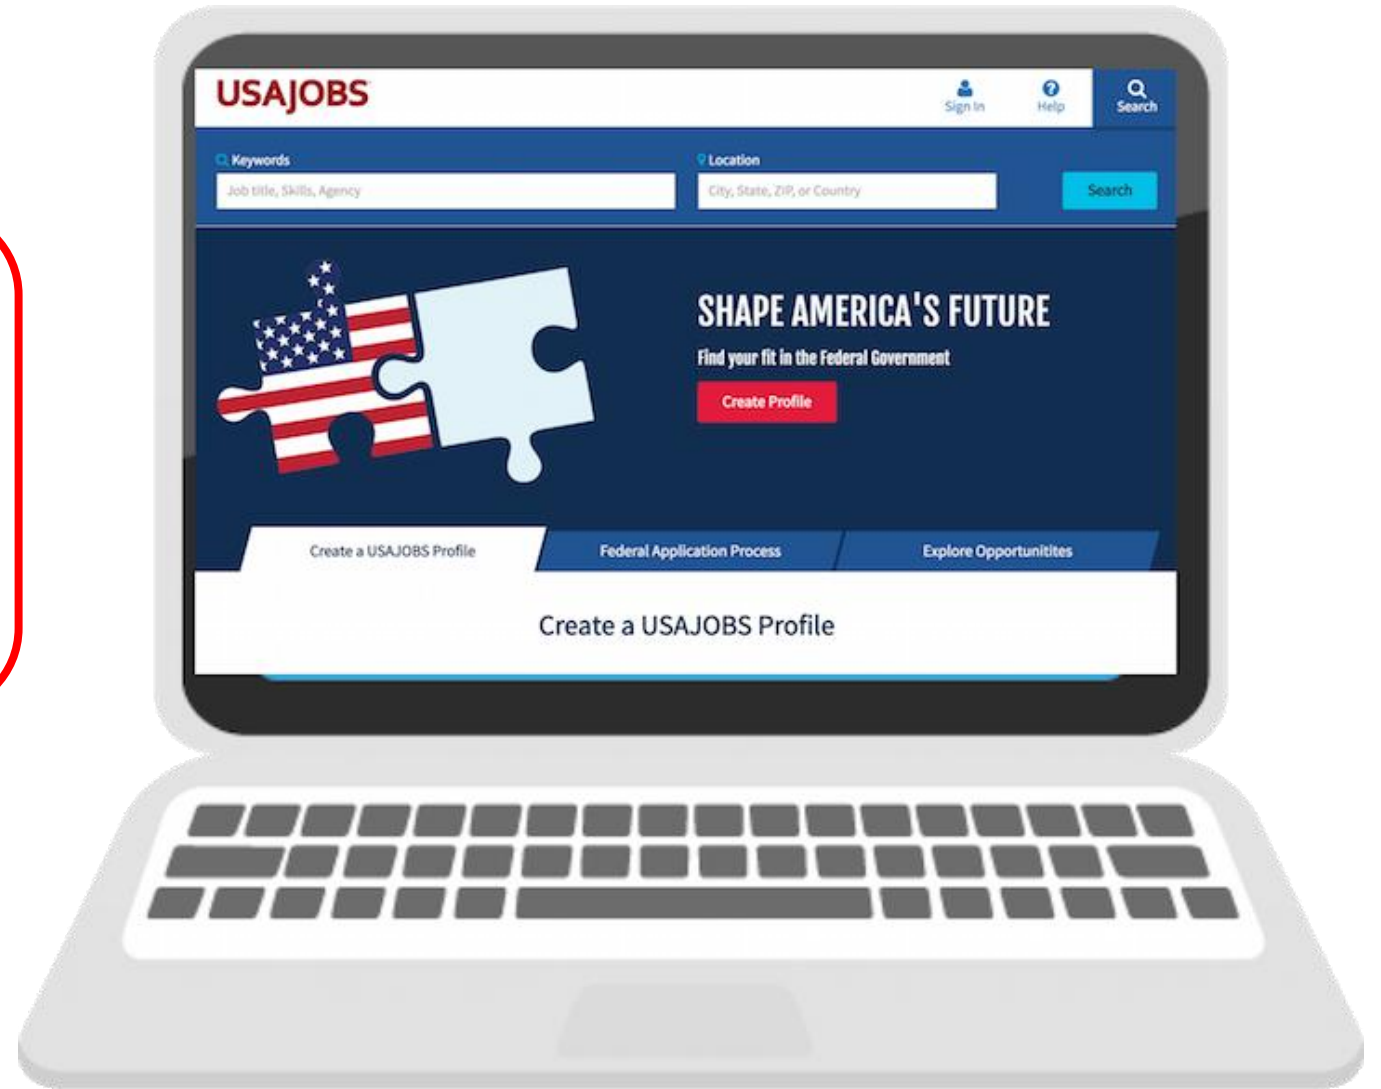 USAJOBS
Sign In
Help
Search
Keywords
Location
Job title, Skills, Agency
City, State, ZIP, or Country
Search
SHAPE AMERICA'S FUTURE
Find your fit in the Federal Government
Create Profile
Create a USAJOBS Profile
Federal Application Process
Explore Opportunitites
Create a USAJOBS Profile